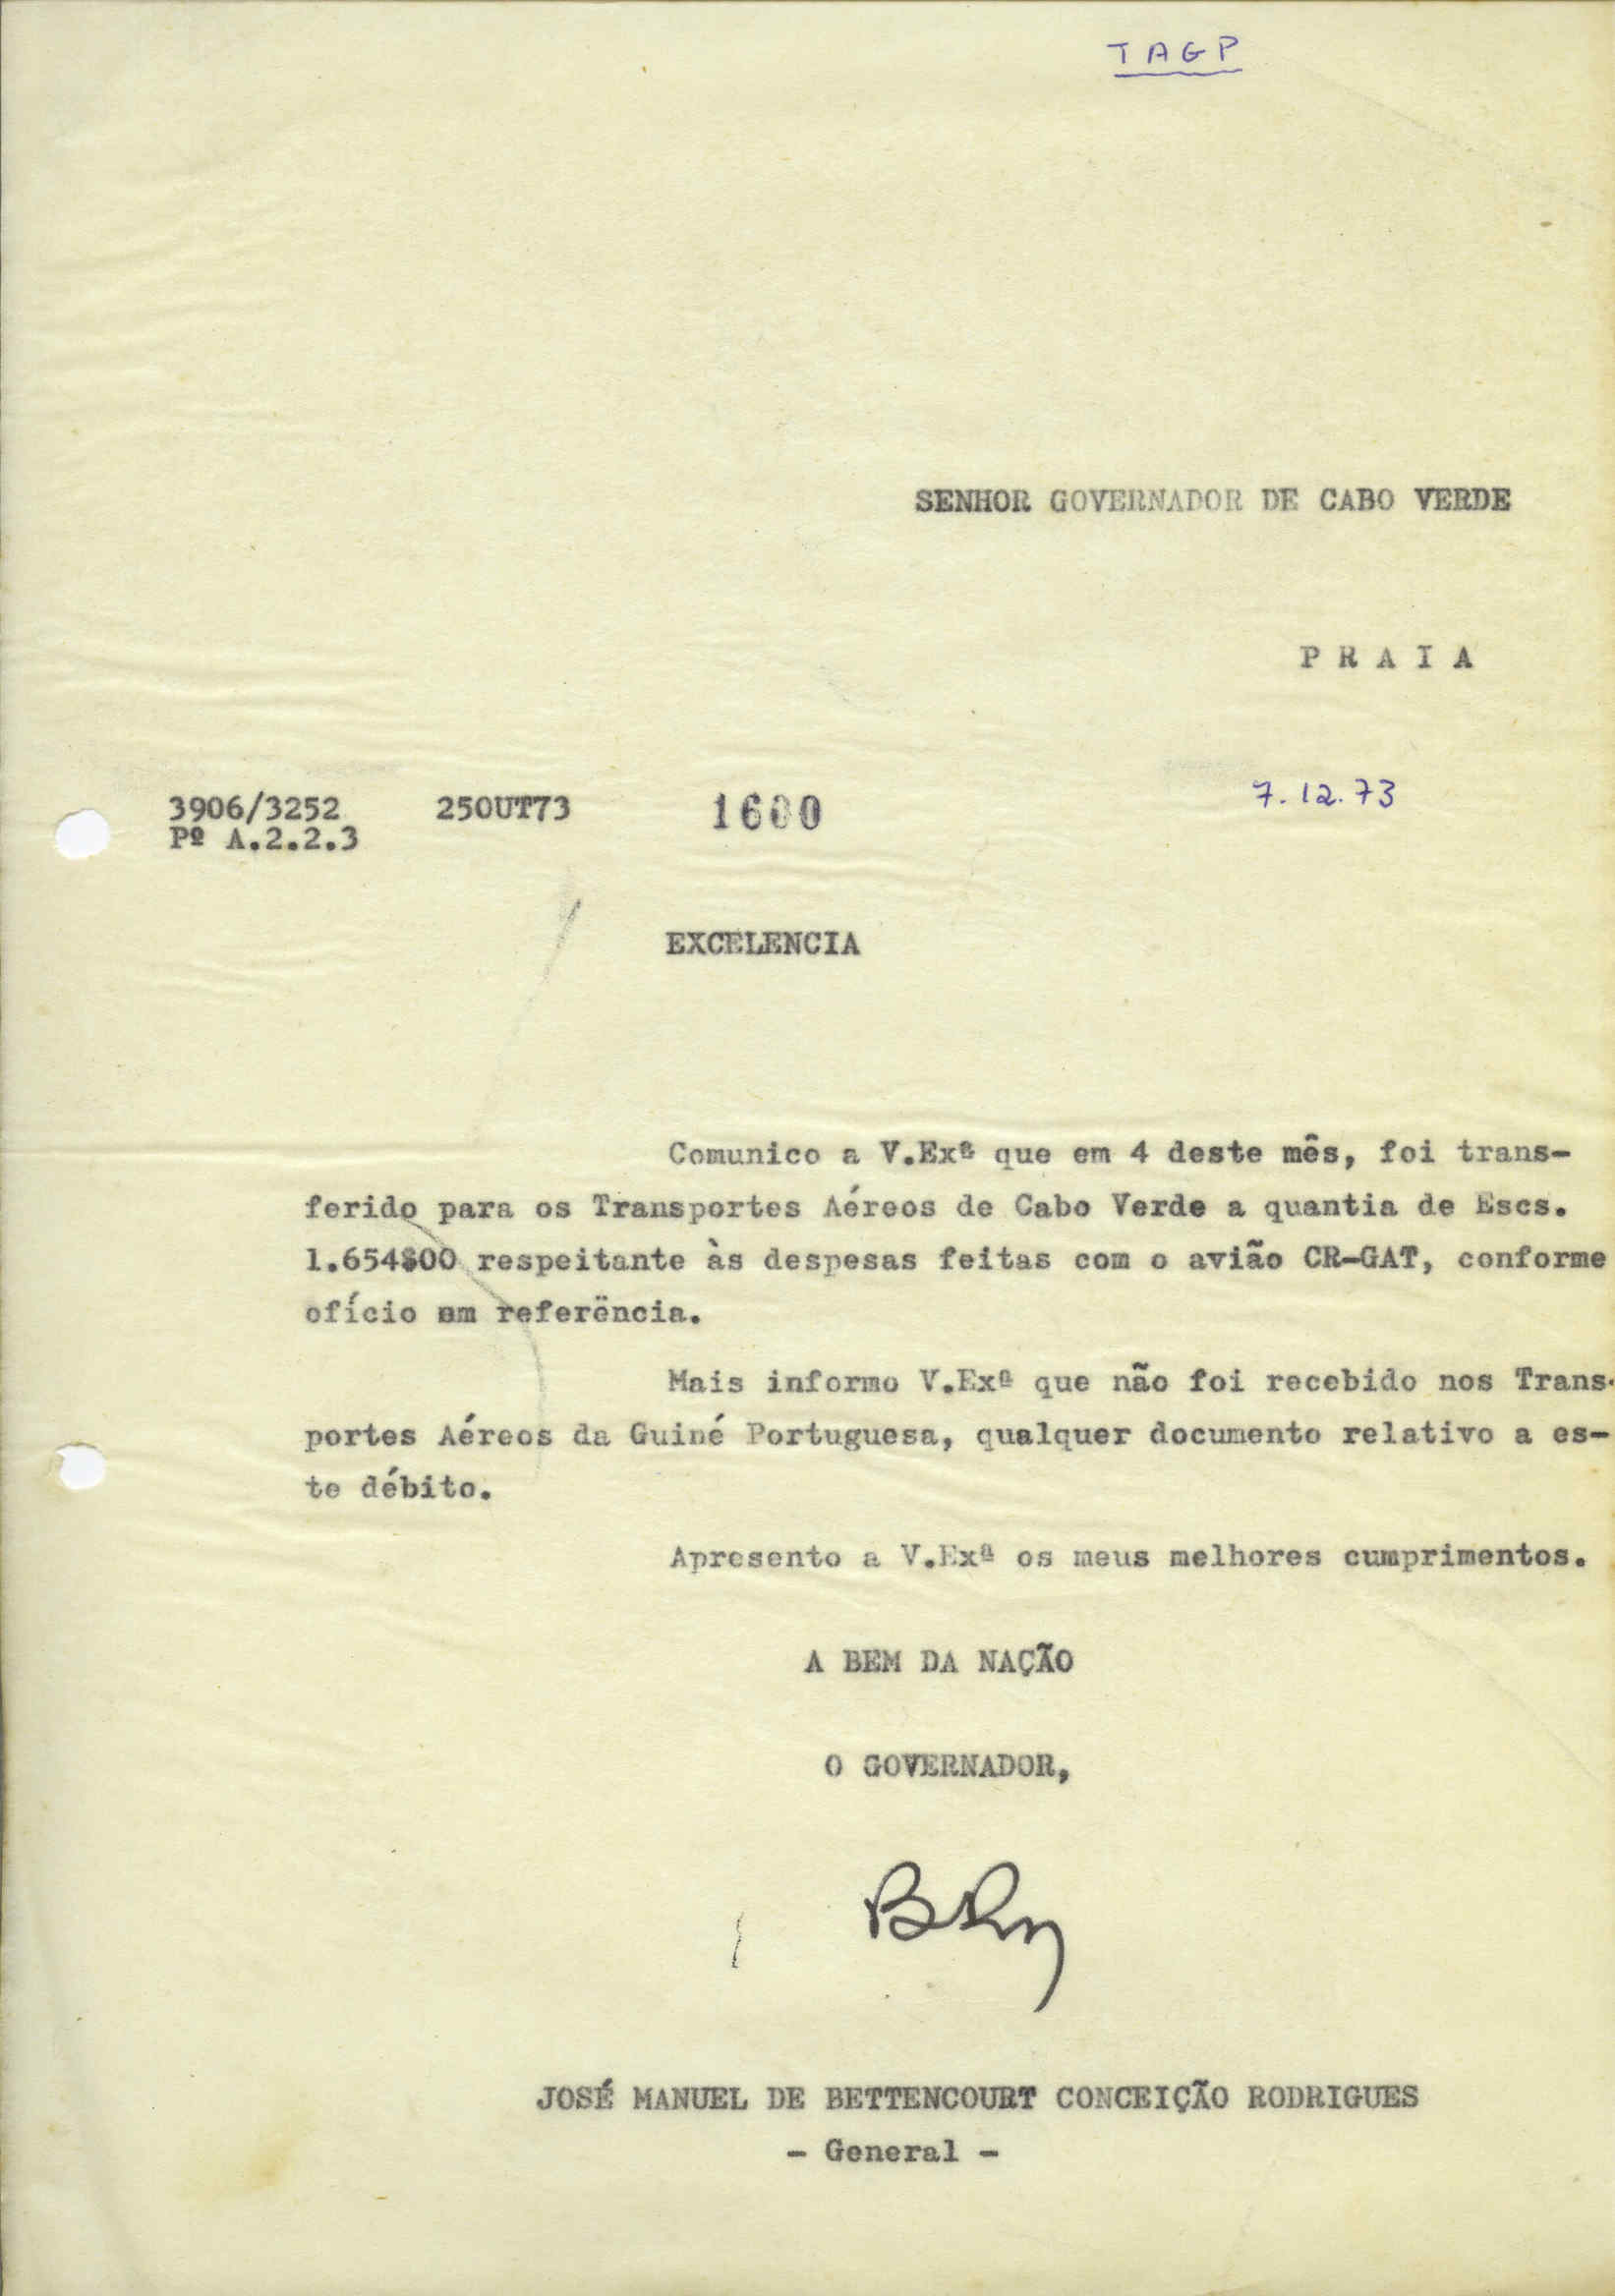 TAGP
SENHOR GOVERNADOR DE CABO VERDE
P R A I A
3906/3252 25OUT73 1600 7.12.73
Pº A.2.2.3
EXCELENCIA
Comunico a V.Exª que em 4 deste mês, foi trans-
ferido para os Transportes Aéreos de Cabo Verde a quantia de Escs.
1.654$00 respeitante às despesas feitas com o avião CR-GAT, conforme
ofício em referência.
Mais informo V.Exª que não foi recebido nos Trans-
portes Aéreos da Guiné Portuguesa, qualquer documento relativo a es-
te débito.
Apresento a V.Exª os meus melhores cumprimentos.
A BEM DA NAÇÃO
O GOVERNADOR,
JOSÉ MANUEL DE BETTENCOURT CONCEIÇÃO RODRIGUES
- General -